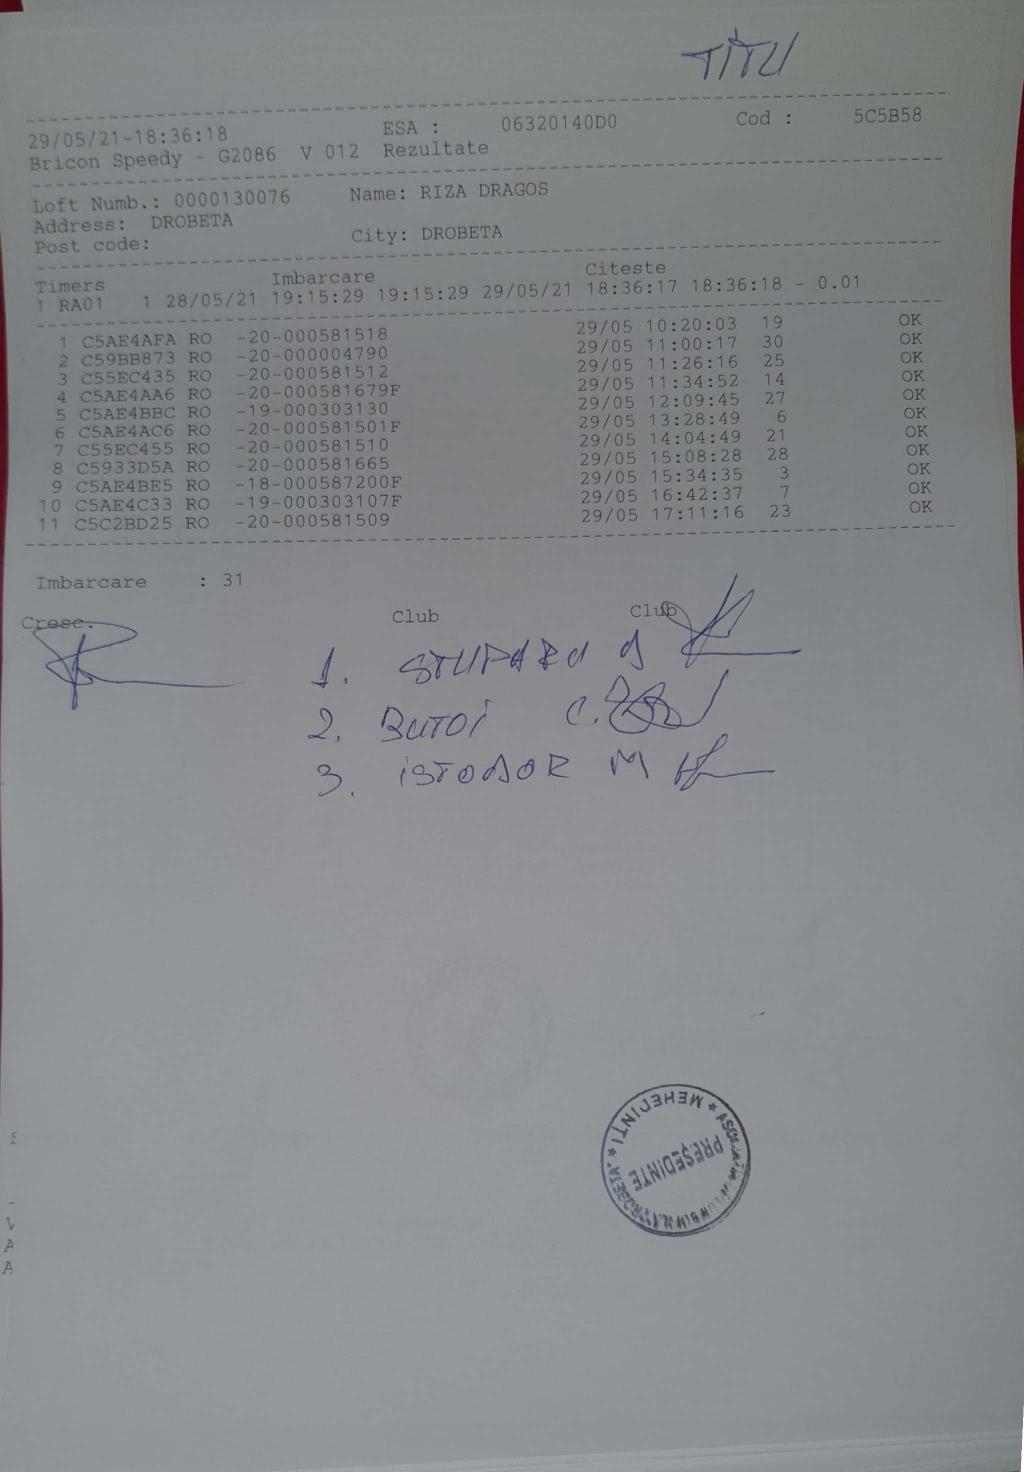 TITU
29/05/21-18:36:18 ESA : 06320140D0 Cod : 5C5B58
Bricon Speedy - G2086 V 012 Rezultate
Loft Numb.: 0000130076 Name: RIZA DRAGOS
Address: DROBETA
Post code: City: DROBETA
Timers Imbarcare Citeste
1 RA01 1 28/05/21 19:15:29 19:15:29 29/05/21 18:36:17 18:36:18 - 0.01
1 C5AE4AFA RO -20-000581518 29/05 10:20:03 19 OK
2 C59BB873 RO -20-000004790 29/05 11:00:17 30 OK
3 C55EC435 RO -20-000581512 29/05 11:26:16 25 OK
4 C5AE4AA6 RO -20-000581679F 29/05 11:34:52 14 OK
5 C5AE4BBC RO -19-000303130 29/05 12:09:45 27 OK
6 C5AE4AC6 RO -20-000581501F 29/05 13:28:49 6 OK
7 C55EC455 RO -20-000581510 29/05 14:04:49 21 OK
8 C5933D5A RO -20-000581665 29/05 15:08:28 28 OK
9 C5AE4BE5 RO -18-000587200F 29/05 15:34:35 3 OK
10 C5AE4C33 RO -19-000303107F 29/05 16:42:37 7 OK
11 C5C2BD25 RO -20-000581509 29/05 17:11:16 23 OK
Imbarcare : 31
Cresc. Club Club
1. STUPARU
2. BUTOI C.
3. ISTODOR M
MEHEDINȚI
PREȘEDINTE